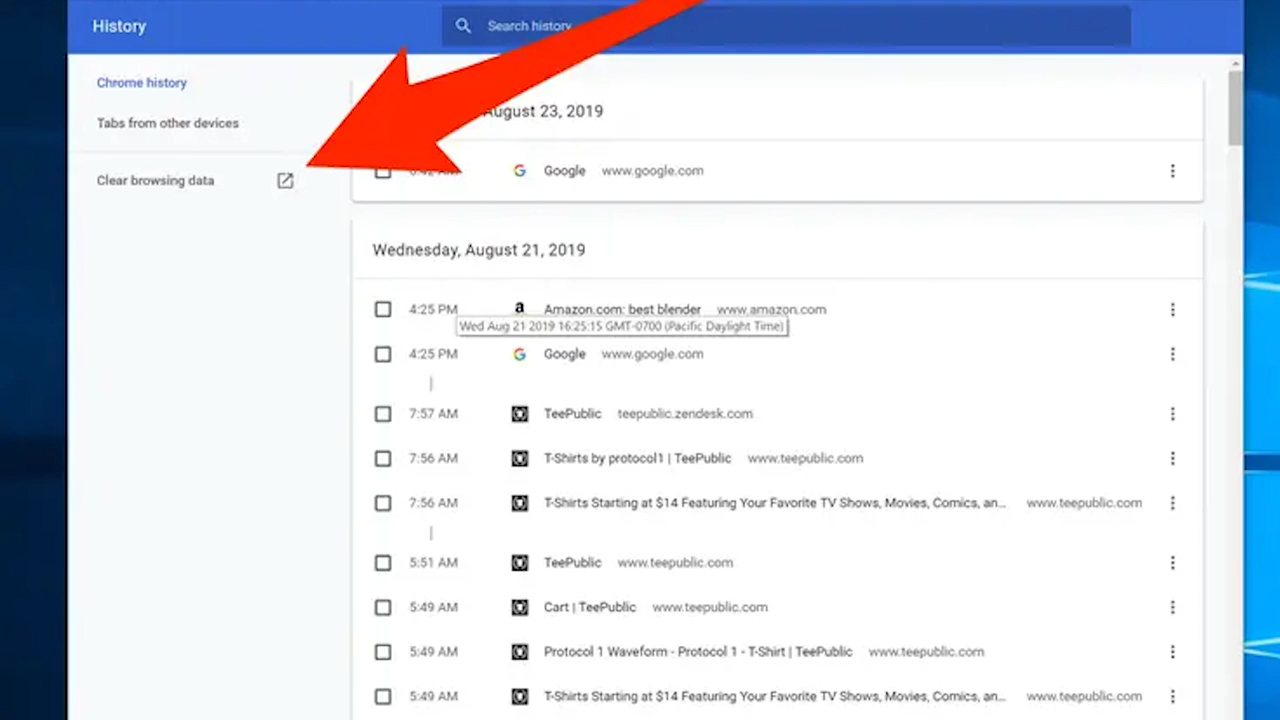 History
Search history
Chrome history
Tabs from other devices
Clear browsing data
August 23, 2019
Google www.google.com
Wednesday, August 21, 2019
4:25 PM Amazon.com: best blender www.amazon.com
Wed Aug 21 2019 16:25:15 GMT-0700 (Pacific Daylight Time)
4:25 PM Google www.google.com
7:57 AM TeePublic teepublic.zendesk.com
7:56 AM T-Shirts by protocol1 | TeePublic www.teepublic.com
7:56 AM T-Shirts Starting at $14 Featuring Your Favorite TV Shows, Movies, Comics, an... www.teepublic.com
5:51 AM TeePublic www.teepublic.com
5:49 AM Cart | TeePublic www.teepublic.com
5:49 AM Protocol 1 Waveform - Protocol 1 - T-Shirt | TeePublic www.teepublic.com
5:49 AM T-Shirts Starting at $14 Featuring Your Favorite TV Shows, Movies, Comics, an... www.teepublic.com